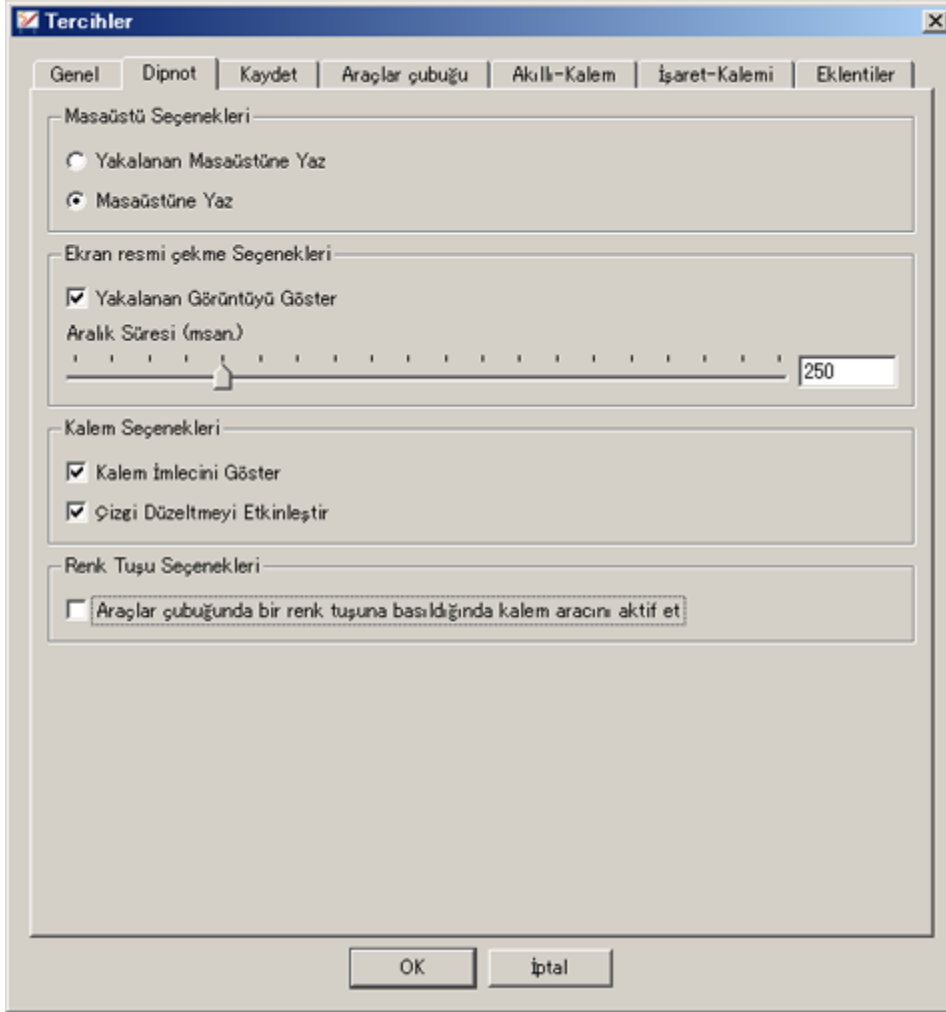 Tercihler
Genel Dipnot Kaydet Araçlar çubuğu Akıllı-Kalem İşaret-Kalemi Eklentiler
Masaüstü Seçenekleri
Yakalanan Masaüstüne Yaz
Masaüstüne Yaz
Ekran resmi çekme Seçenekleri
Yakalanan Görüntüyü Göster
Aralık Süresi (msan.)
250
Kalem Seçenekleri
Kalem İmlecini Göster
Çizgi Düzeltmeyi Etkinleştir
Renk Tuşu Seçenekleri
Araçlar çubuğunda bir renk tuşuna basıldığında kalem aracını aktif et
OK İptal